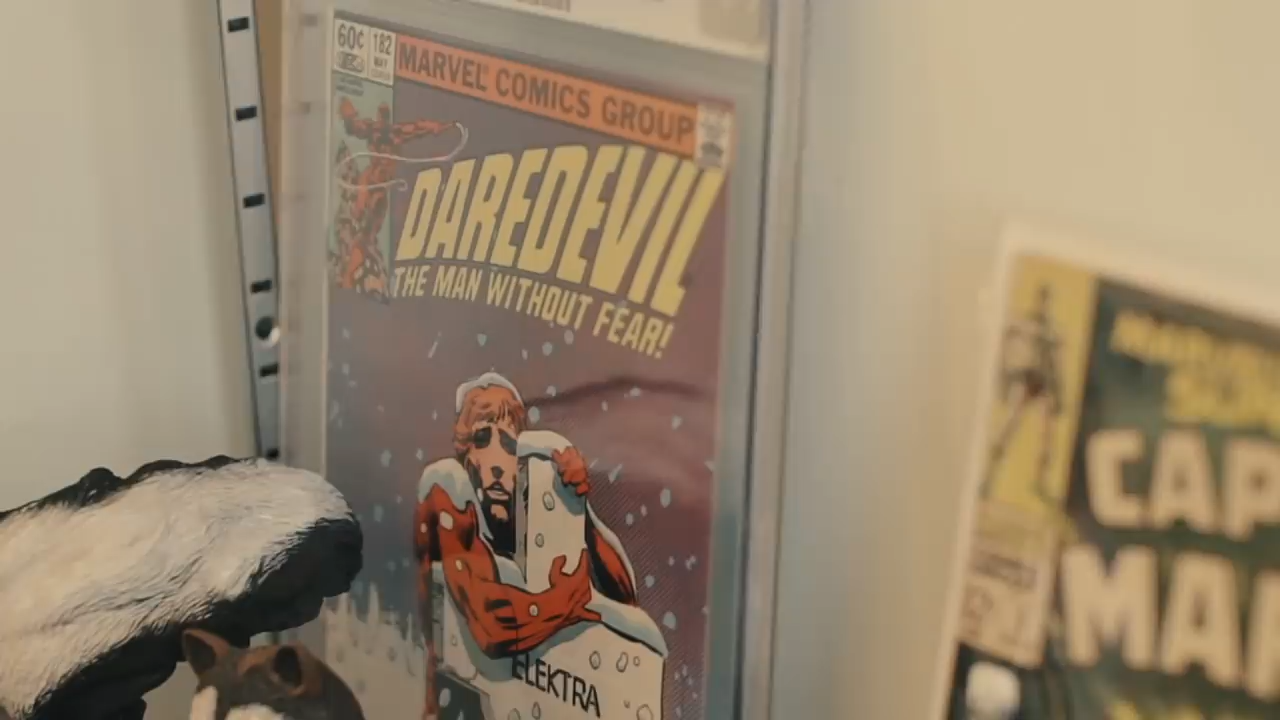 60¢
182
MAY
MARVEL COMICS GROUP
DAREDEVIL
THE MAN WITHOUT FEAR!
ELEKTRA
CAP
MA